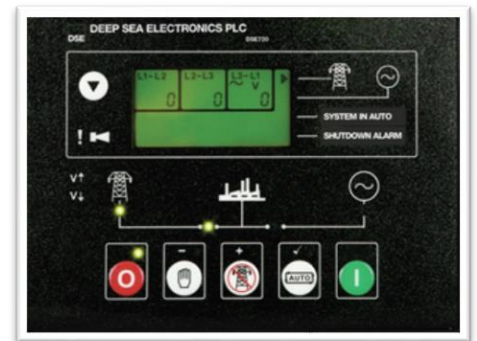 DEEP SEA ELECTRONICS PLC
DSE
DSE720
L1-L2 L2-L3 L3-L1
V
0 0 0
SYSTEM IN AUTO
SHUTDOWN ALARM
!
V↑
V↓
- + ✓
O AUTO I